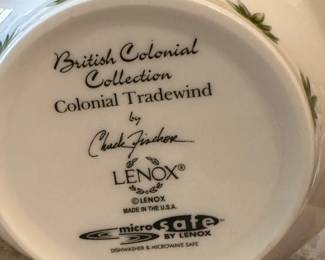 British Colonial
Collection
Colonial Tradewind
by
Chuck Fischer
LENOX®
© LENOX
MADE IN THE U.S.A.
micro safe
BY LENOX
DISHWASHER & MICROWAVE SAFE